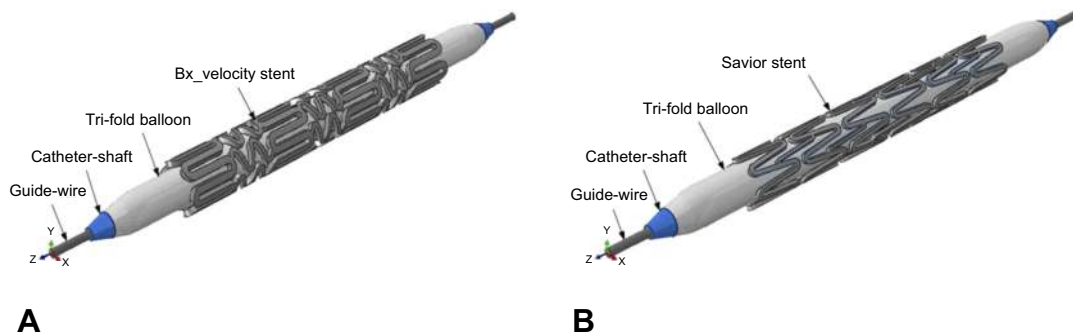 Bx_velocity stent
Tri-fold balloon
Catheter-shaft
Guide-wire
Y
Z
X
A
Savior stent
Tri-fold balloon
Catheter-shaft
Guide-wire
Y
Z
X
B